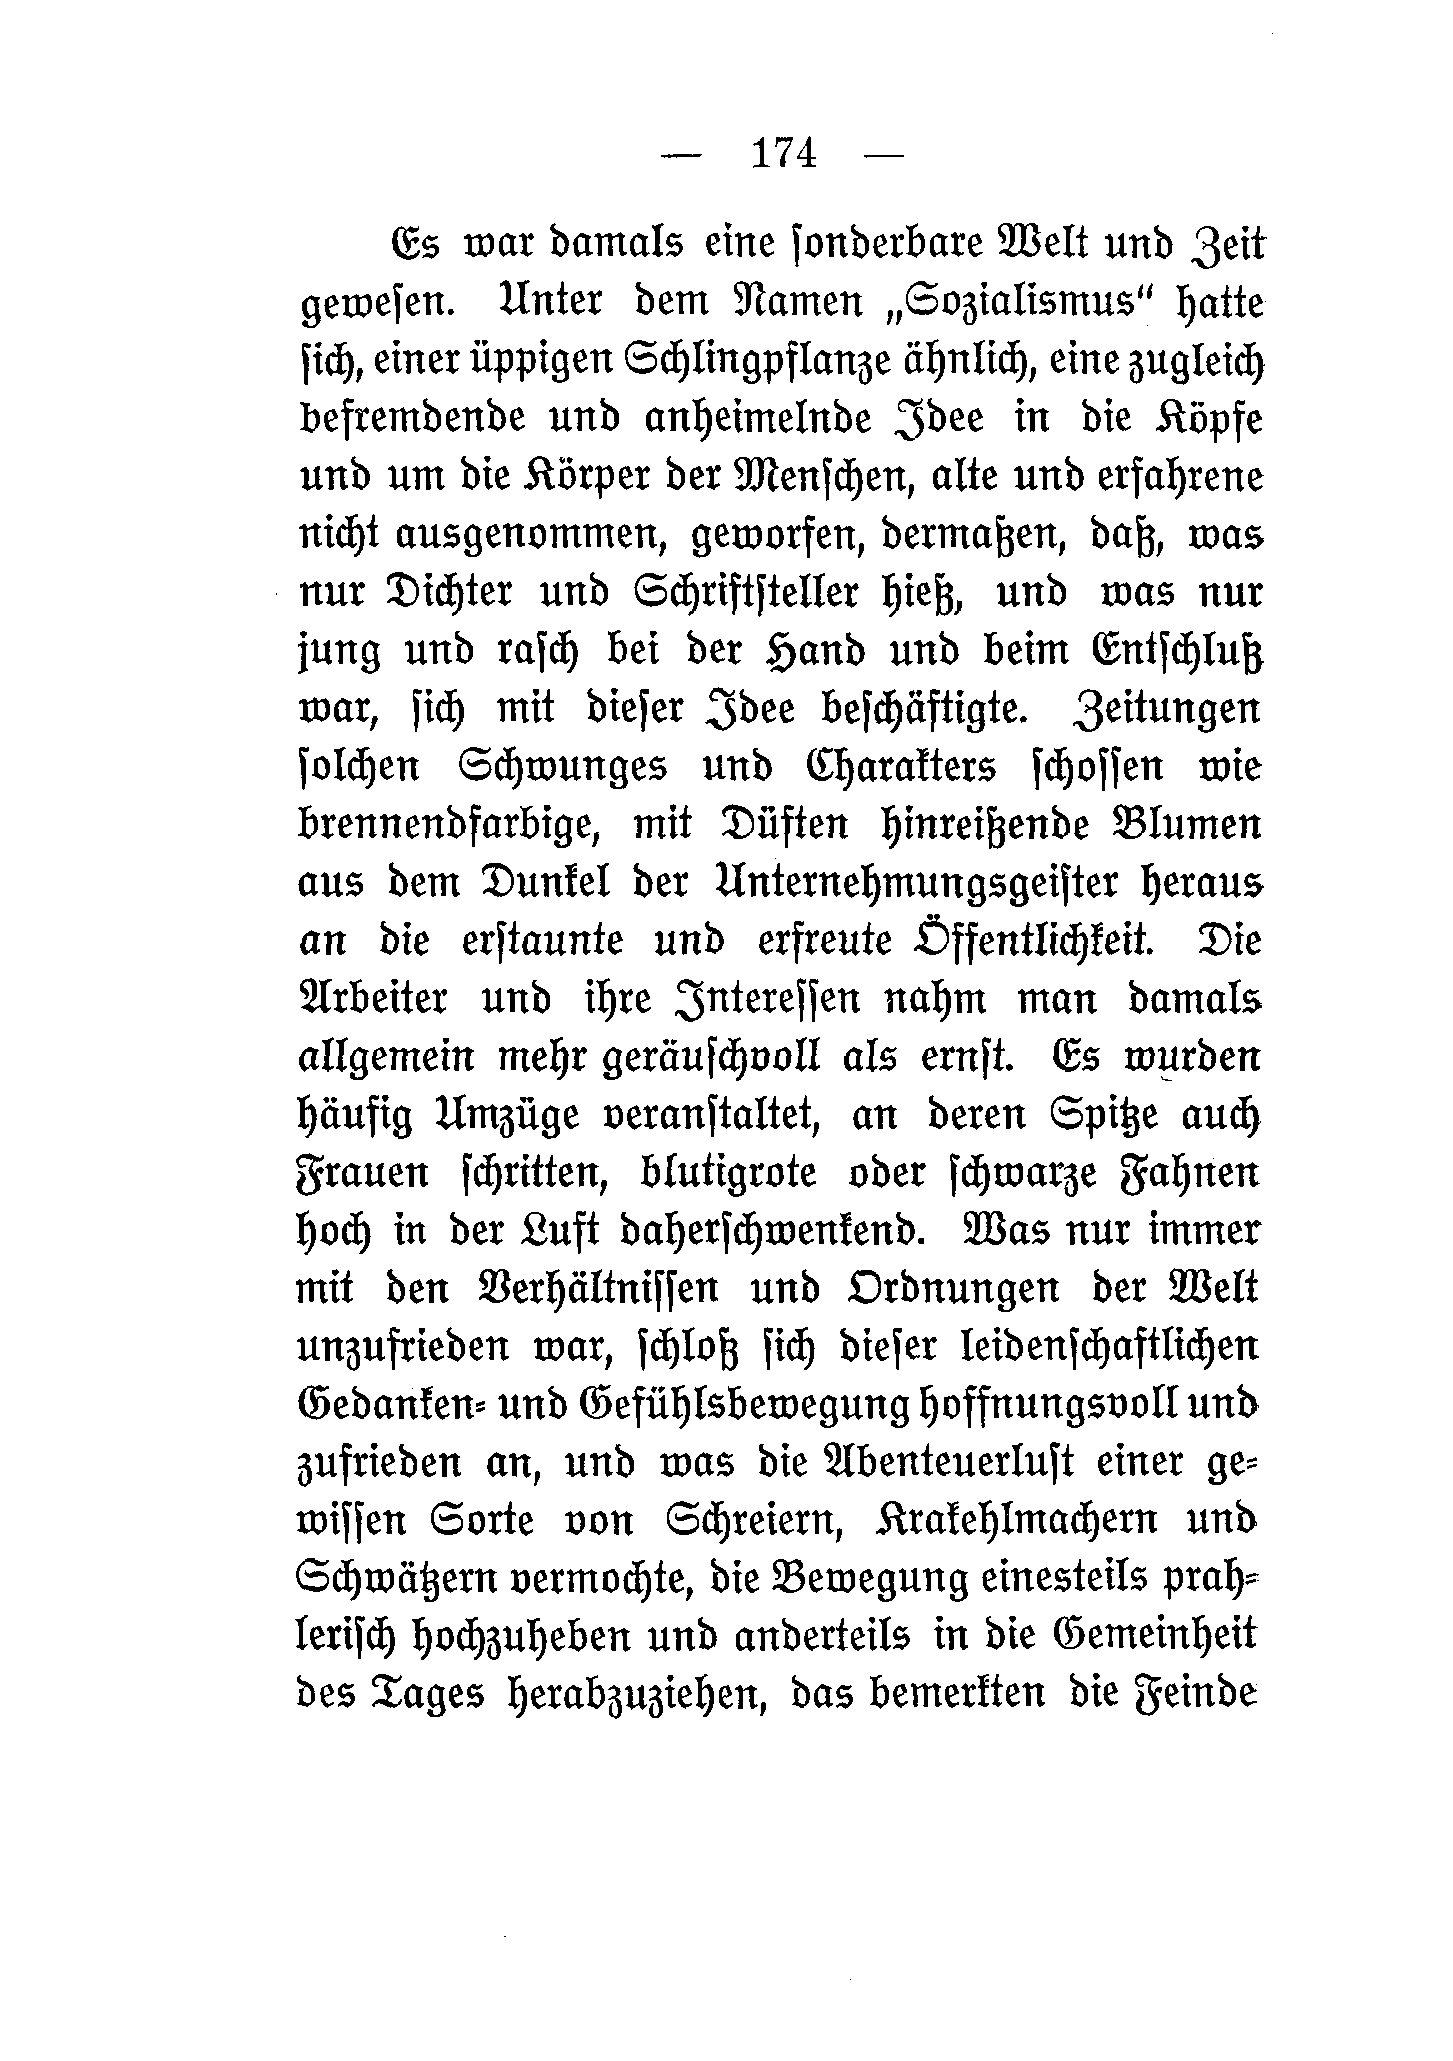 — 174 —
Es war damals eine ſonderbare Welt und Zeit
geweſen. Unter dem Namen „Sozialismus“ hatte
ſich, einer üppigen Schlingpflanze ähnlich, eine zugleich
befremdende und anheimelnde Idee in die Köpfe
und um die Körper der Menſchen, alte und erfahrene
nicht ausgenommen, geworfen, dermaßen, daß, was
nur Dichter und Schriftſteller hieß, und was nur
jung und raſch bei der Hand und beim Entſchluß
war, ſich mit dieſer Idee beſchäftigte. Zeitungen
ſolchen Schwunges und Charakters ſchoſſen wie
brennendfarbige, mit Düften hinreißende Blumen
aus dem Dunkel der Unternehmungsgeiſter heraus
an die erſtaunte und erfreute Öffentlichkeit. Die
Arbeiter und ihre Intereſſen nahm man damals
allgemein mehr geräuſchvoll als ernſt. Es wurden
häufig Umzüge veranſtaltet, an deren Spitze auch
Frauen ſchritten, blutigrote oder ſchwarze Fahnen
hoch in der Luft daherſchwenkend. Was nur immer
mit den Verhältniſſen und Ordnungen der Welt
unzufrieden war, ſchloß ſich dieſer leidenſchaftlichen
Gedanken- und Gefühlsbewegung hoffnungsvoll und
zufrieden an, und was die Abenteuerluſt einer ge-
wiſſen Sorte von Schreiern, Krakehlmachern und
Schwätzern vermochte, die Bewegung einesteils prah-
leriſch hochzuheben und anderteils in die Gemeinheit
des Tages herabzuziehen, das bemerkten die Feinde